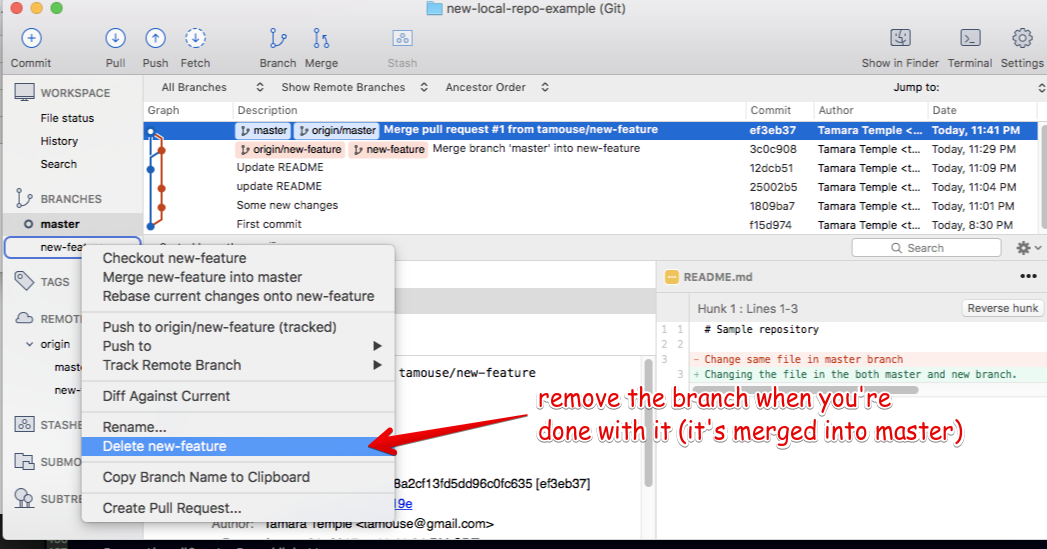 new-local-repo-example (Git)
Commit Pull Push Fetch Branch Merge Stash Show in Finder Terminal Settings
WORKSPACE
File status
History
Search
BRANCHES
master
new-feat
TAGS
REMOT
origin
mast
new-
STASHE
SUBMO
SUBTRE
All Branches Show Remote Branches Ancestor Order Jump to:
Graph Description Commit Author Date
master origin/master Merge pull request #1 from tamouse/new-feature ef3eb37 Tamara Temple <... Today, 11:41 PM
origin/new-feature new-feature Merge branch 'master' into new-feature 3c0c908 Tamara Temple <t... Today, 11:29 PM
Update README 12dcb51 Tamara Temple <t... Today, 11:09 PM
update README 25002b5 Tamara Temple <t... Today, 11:04 PM
Some new changes 1809ba7 Tamara Temple <t... Today, 11:01 PM
First commit f15d974 Tamara Temple <t... Today, 8:30 PM
Search
Checkout new-feature
Merge new-feature into master
Rebase current changes onto new-feature
Push to origin/new-feature (tracked)
Push to
Track Remote Branch
Diff Against Current
Rename...
Delete new-feature
Copy Branch Name to Clipboard
Create Pull Request...
tamouse/new-feature
8a2cf13fd5dd96c0fc635 [ef3eb37]
19e
Author: Tamara Temple <tamouse@gmail.com>
README.md
Hunk 1 : Lines 1-3 Reverse hunk
1 1 # Sample repository
2 2
3 - Change same file in master branch
3 + Changing the file in the both master and new branch.
remove the branch when you're
done with it (it's merged into master)